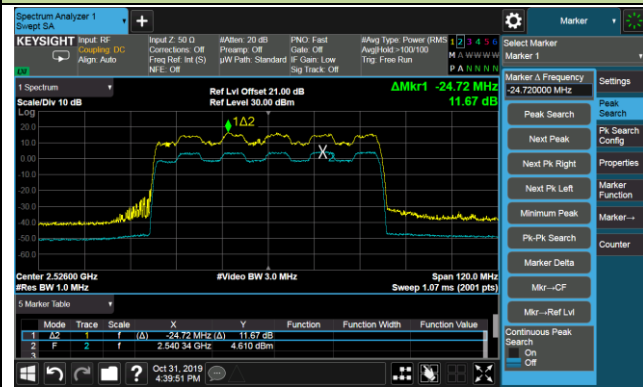 Spectrum Analyzer 1
Swept SA
Marker
KEYSIGHT
Input: RF
Coupling: DC
Align: Auto
Input Z: 50 Ω
Corrections: Off
Freq Ref: Int (S)
NFE: Off
#Atten: 20 dB
Preamp: Off
µW Path: Standard
PNO: Fast
Gate: Off
IF Gain: Low
Sig Track: Off
#Avg Type: Power (RMS
Avg|Hold:>100/100
Trig: Free Run
1 2 3 4 5 6
M A W W W W
P A N N N N
LXI
Select Marker
Marker 1
Marker Δ Frequency
-24.720000 MHz
Settings
Peak Search
Next Peak
Next Pk Right
Next Pk Left
Minimum Peak
Pk-Pk Search
Marker Delta
Mkr→CF
Mkr→Ref Lvl
Continuous Peak
Search
On
Off
Peak
Search
Pk Search
Config
Properties
Marker
Function
Marker→
Counter
1 Spectrum
Scale/Div 10 dB
Ref Lvl Offset 21.00 dB
Ref Level 30.00 dBm
ΔMkr1 -24.72 MHz
11.67 dB
Log
20.0
10.0
0.00
-10.0
-20.0
-30.0
-40.0
-50.0
-60.0
1Δ2
Center 2.52600 GHz
#Video BW 3.0 MHz
Span 120.0 MHz
#Res BW 1.0 MHz
Sweep 1.07 ms (2001 pts)
5 Marker Table
Mode Trace Scale X Y Function Function Width Function Value
1 Δ2 1 f (Δ) -24.72 MHz (Δ) 11.67 dB
2 F 2 f 2.540 34 GHz 4.610 dBm
3
?
Oct 31, 2019
4:39:51 PM